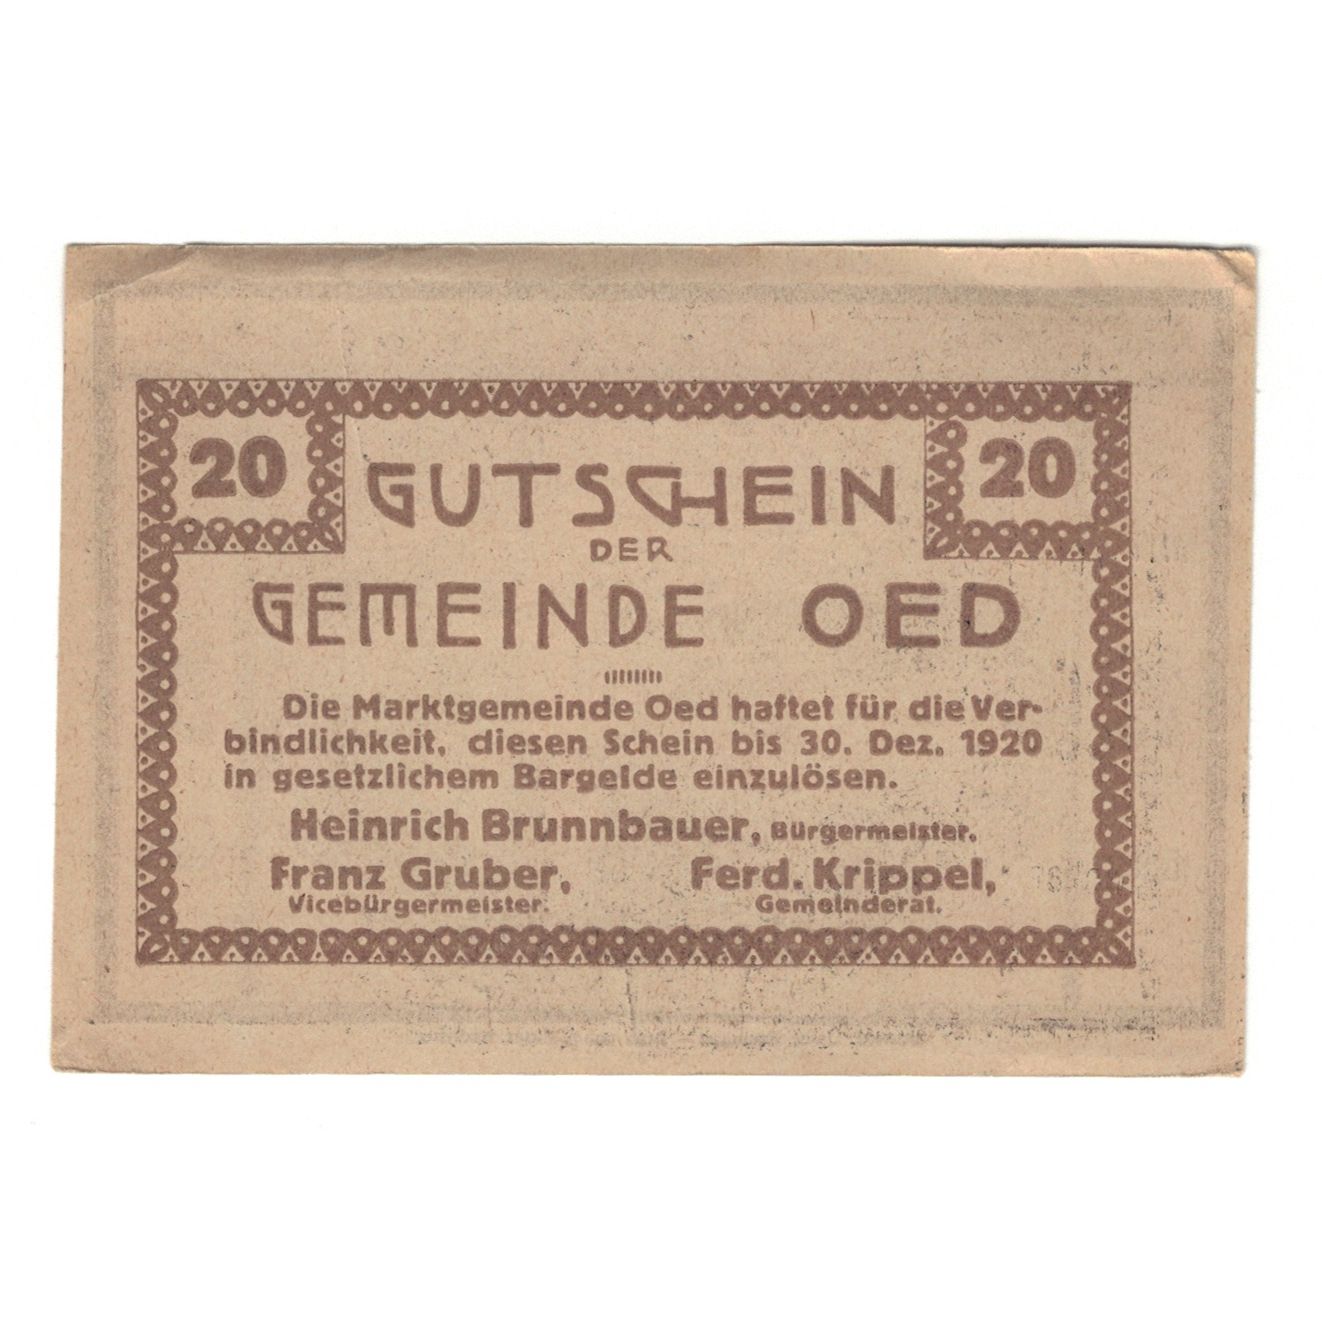 20 GUTSCHEIN 20
DER
GEMEINDE OED
Die Marktgemeinde Oed haftet für die Ver-
bindlichkeit, diesen Schein bis 30. Dez. 1920
in gesetzlichem Bargelde einzulösen.
Heinrich Brunnbauer, Bürgermeister.
Franz Gruber, Ferd. Krippel,
Vicebürgermeister. Gemeinderat.